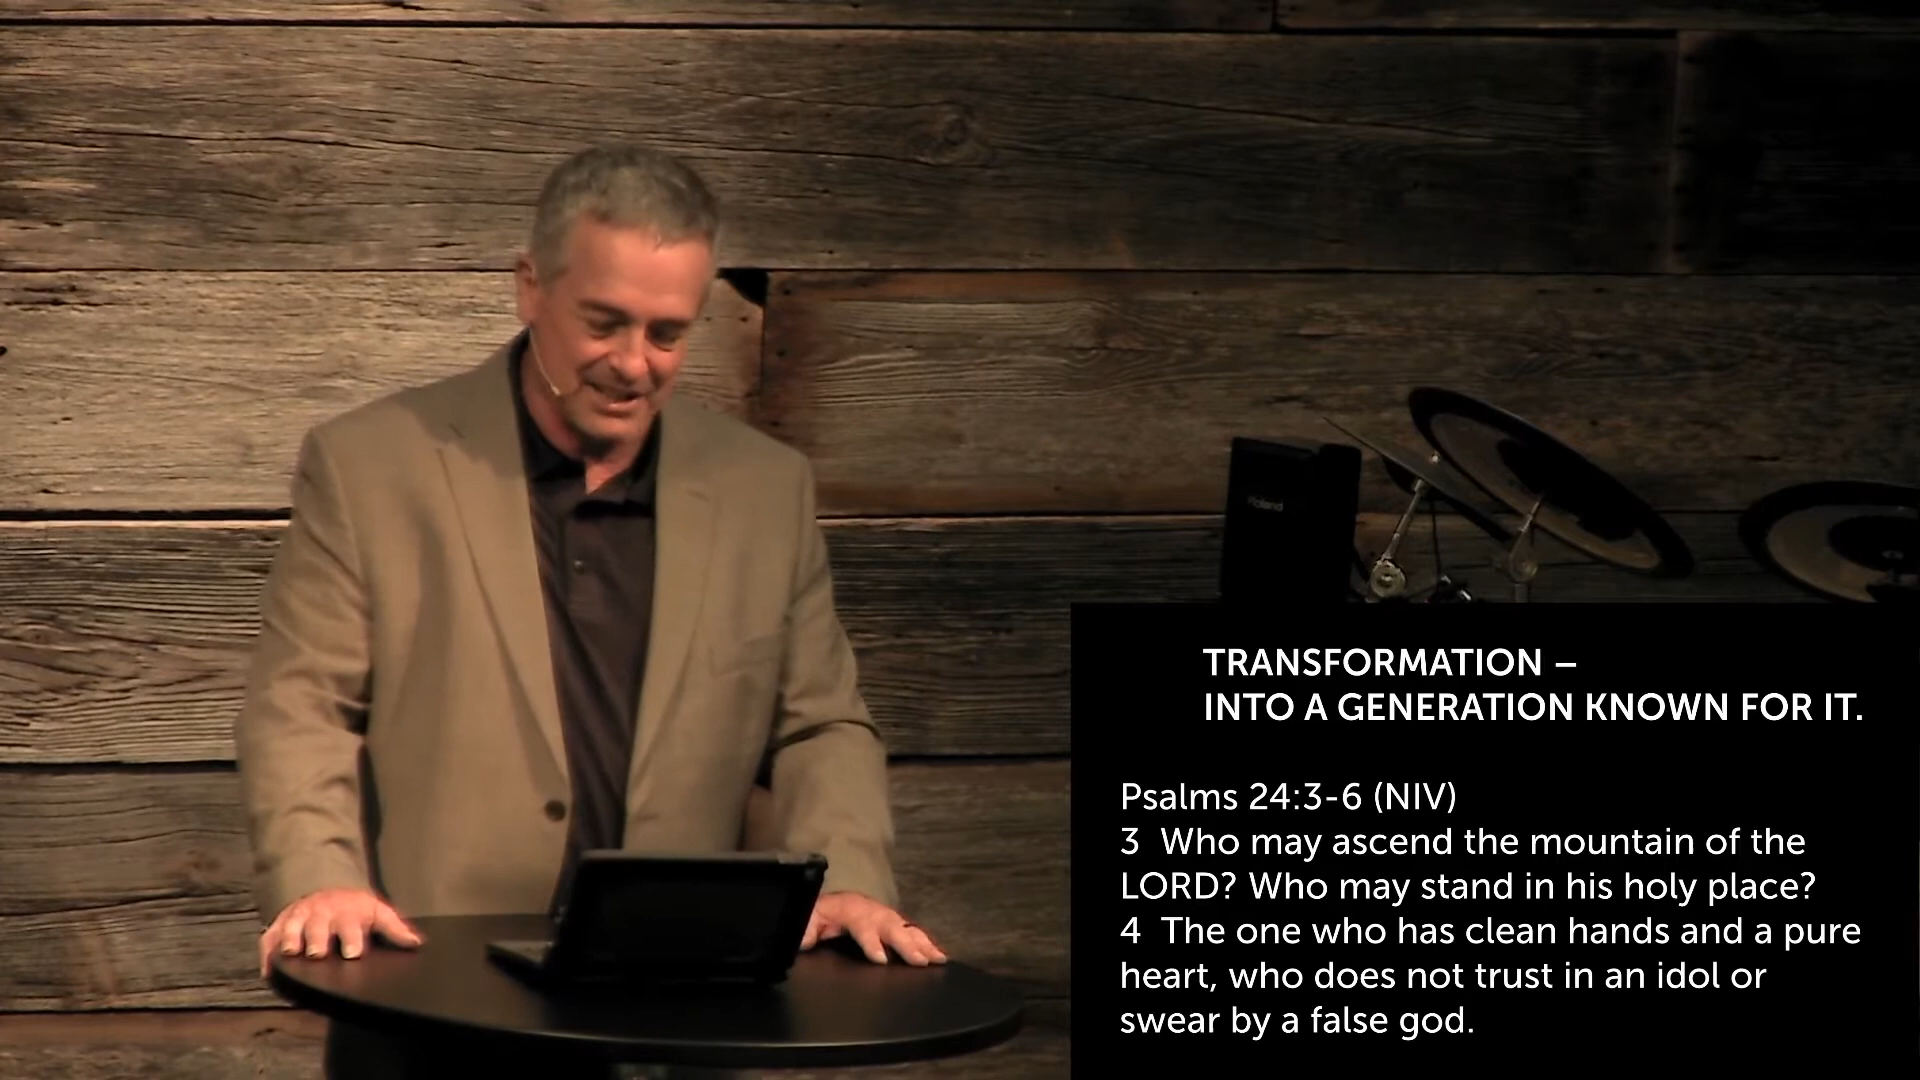 Roland
TRANSFORMATION –
INTO A GENERATION KNOWN FOR IT.
Psalms 24:3-6 (NIV)
3 Who may ascend the mountain of the
LORD? Who may stand in his holy place?
4 The one who has clean hands and a pure
heart, who does not trust in an idol or
swear by a false god.